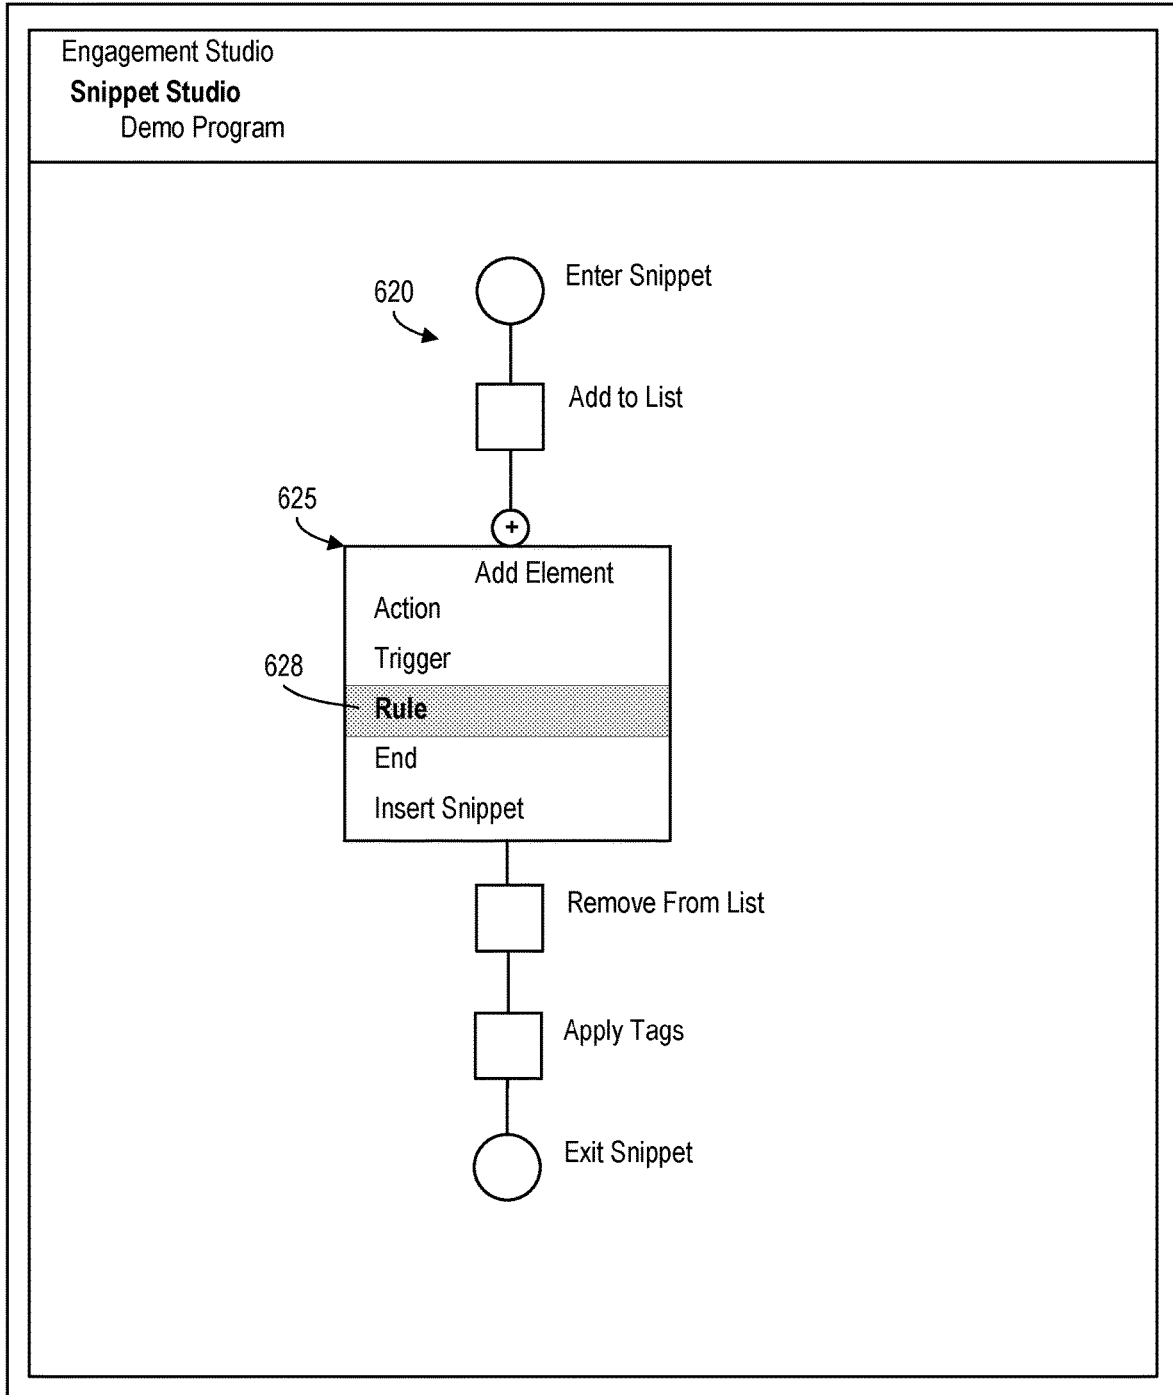 Engagement Studio
Snippet Studio
Demo Program
Enter Snippet
620
Add to List
625
+
Add Element
Action
Trigger
628
Rule
End
Insert Snippet
Remove From List
Apply Tags
Exit Snippet